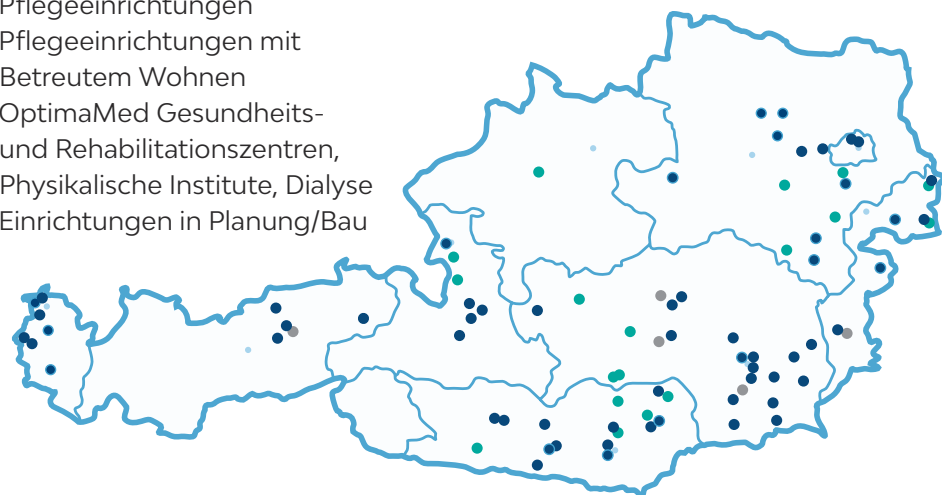 Pflegeeinrichtungen
Pflegeeinrichtungen mit
Betreutem Wohnen
OptimaMed Gesundheits-
und Rehabilitationszentren,
Physikalische Institute, Dialyse
Einrichtungen in Planung/Bau